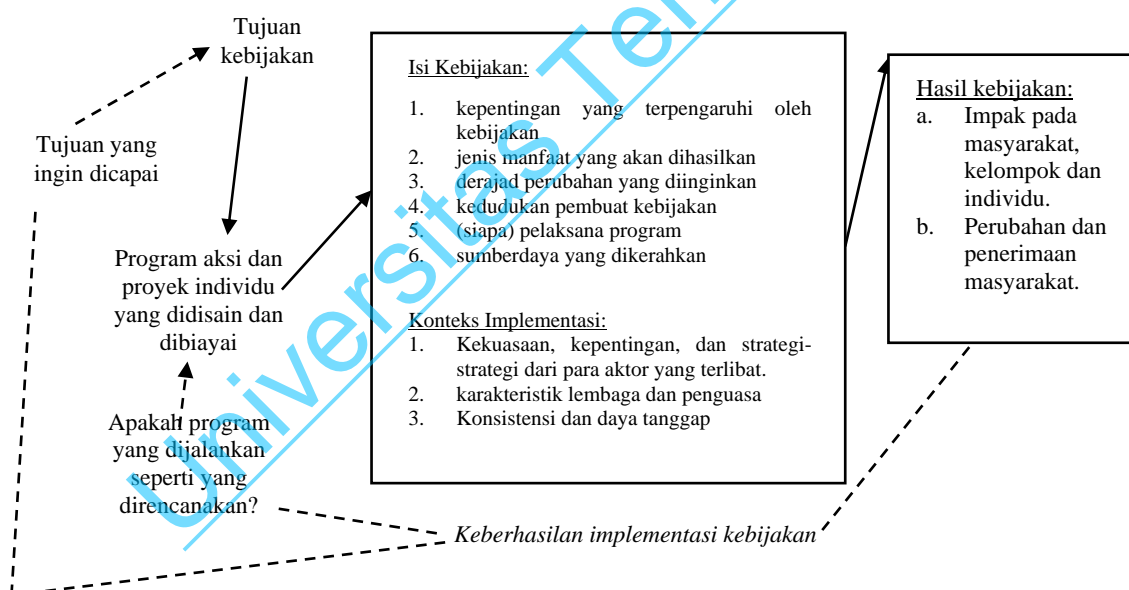 Tujuan
kebijakan
Tujuan yang
ingin dicapai
Program aksi dan
proyek individu
yang didisain dan
dibiayai
Apakah program
yang dijalankan
seperti yang
direncanakan?
Isi Kebijakan:
1. kepentingan yang terpengaruhi oleh
kebijakan
2. jenis manfaat yang akan dihasilkan
3. derajad perubahan yang diinginkan
4. kedudukan pembuat kebijakan
5. (siapa) pelaksana program
6. sumberdaya yang dikerahkan
Konteks Implementasi:
1. Kekuasaan, kepentingan, dan strategi-
strategi dari para aktor yang terlibat.
2. karakteristik lembaga dan penguasa
3. Konsistensi dan daya tanggap
Hasil kebijakan:
a. Impak pada
masyarakat,
kelompok dan
individu.
b. Perubahan dan
penerimaan
masyarakat.
Keberhasilan implementasi kebijakan
Universitas